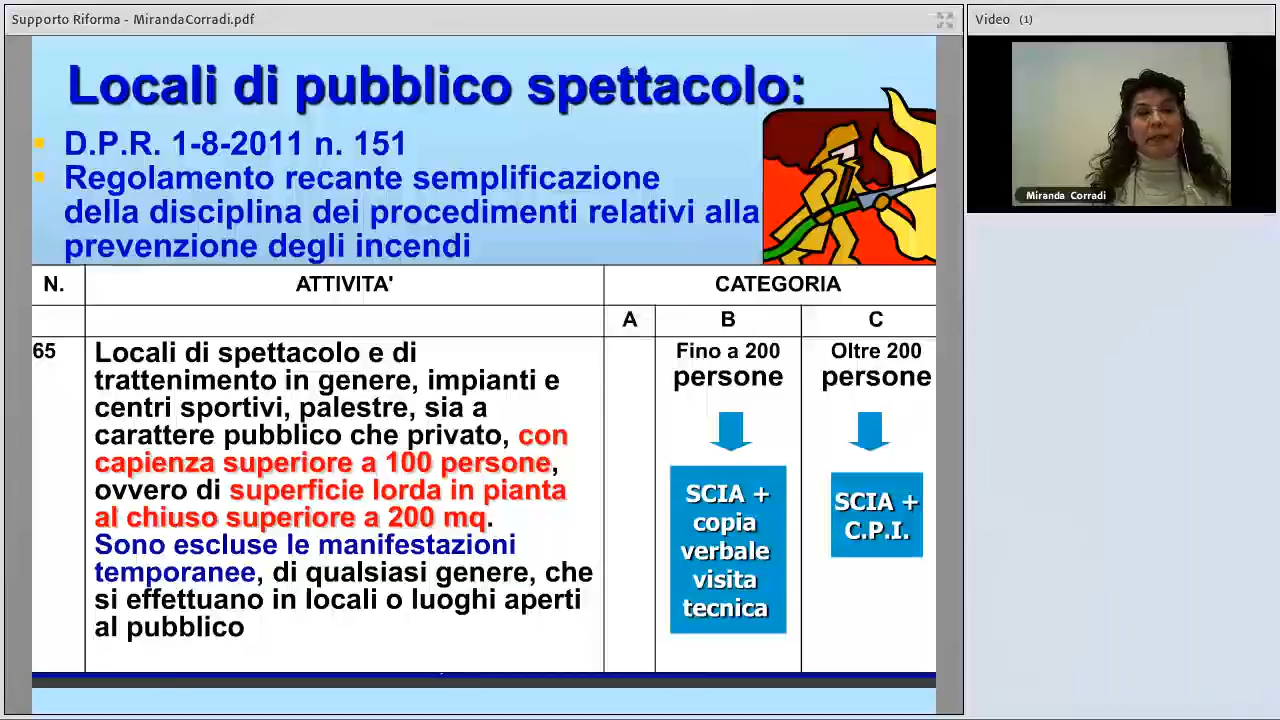 Supporto Riforma - MirandaCorradi.pdf
Video (1)
Miranda Corradi
Locali di pubblico spettacolo:
D.P.R. 1-8-2011 n. 151
Regolamento recante semplificazione
della disciplina dei procedimenti relativi alla
prevenzione degli incendi
N. ATTIVITA' CATEGORIA
A B C
65
Locali di spettacolo e di
trattenimento in genere, impianti e
centri sportivi, palestre, sia a
carattere pubblico che privato, con
capienza superiore a 100 persone,
ovvero di superficie lorda in pianta
al chiuso superiore a 200 mq.
Sono escluse le manifestazioni
temporanee, di qualsiasi genere, che
si effettuano in locali o luoghi aperti
al pubblico
Fino a 200
persone
SCIA +
copia
verbale
visita
tecnica
Oltre 200
persone
SCIA +
C.P.I.